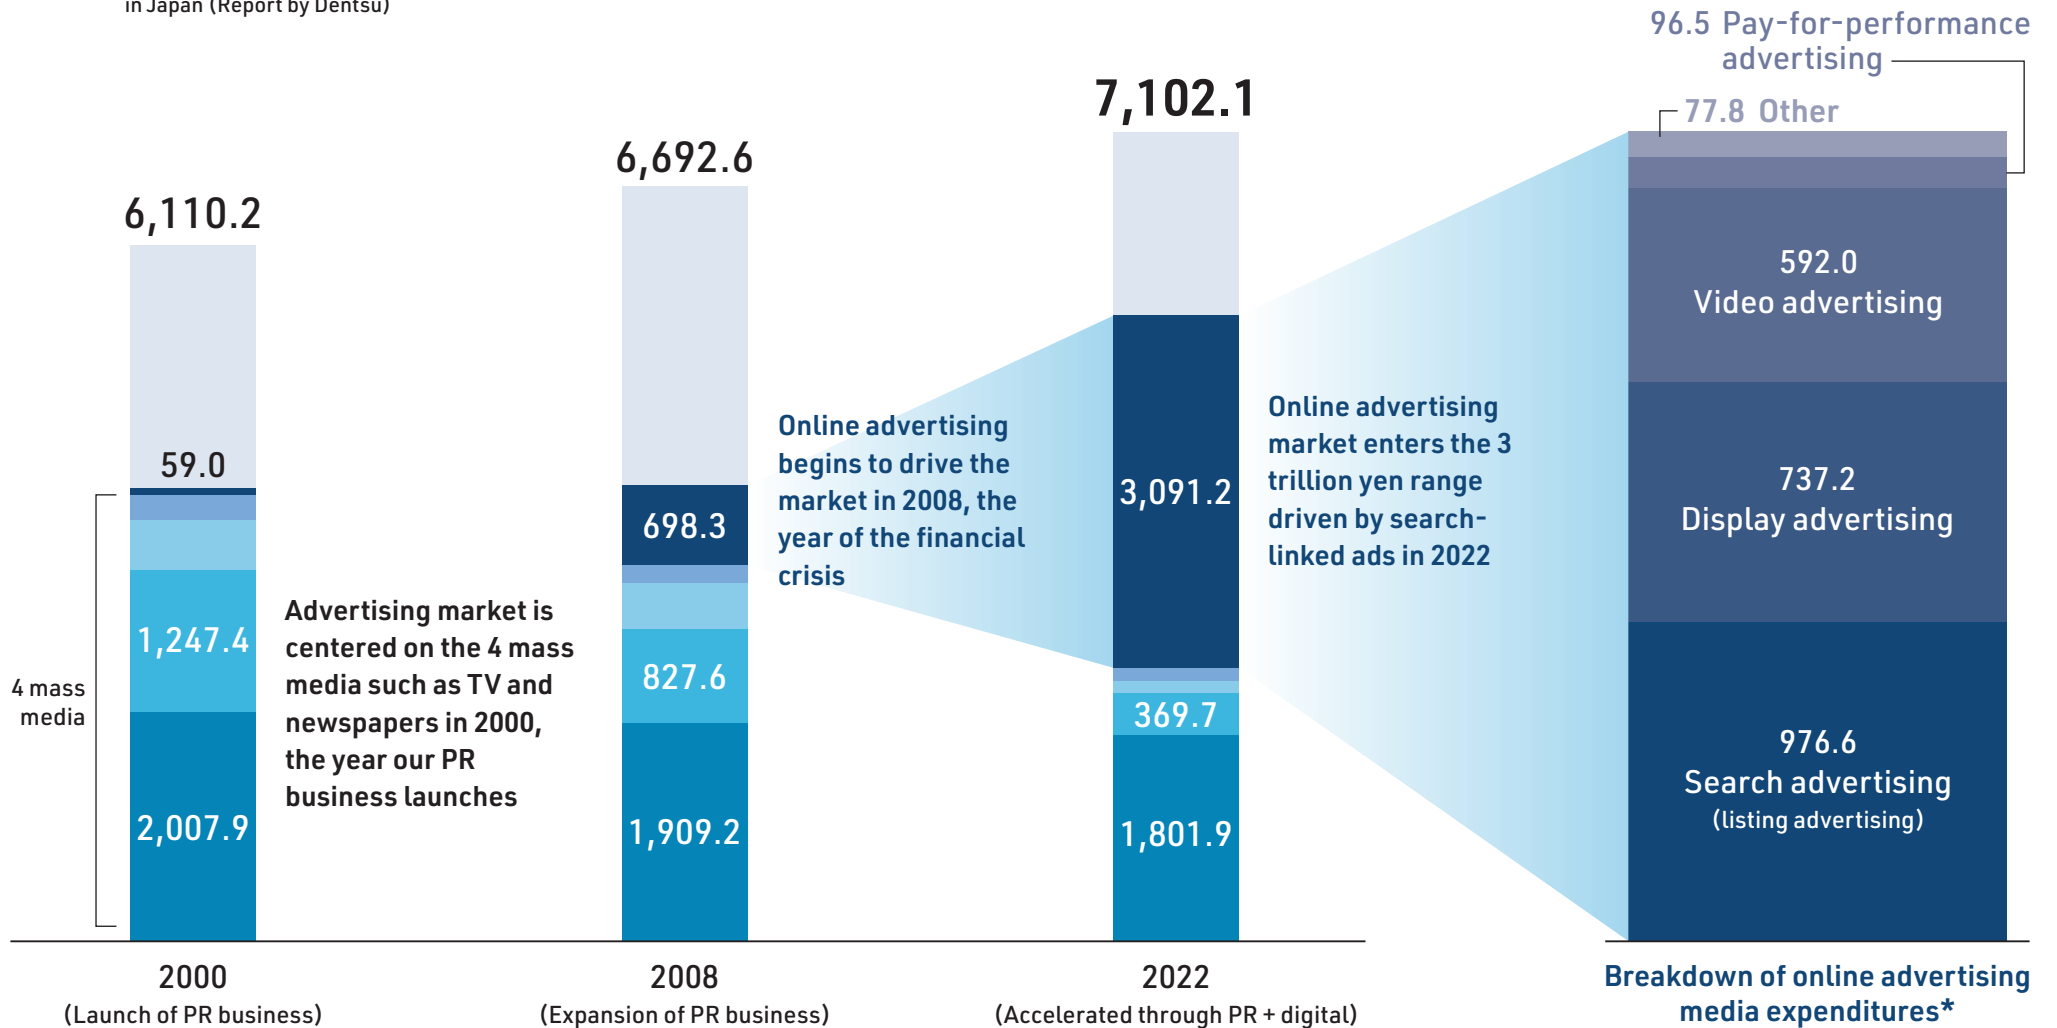 in Japan (Report by Dentsu)
6,110.2
59.0
1,247.4
2,007.9
4 mass
media
Advertising market is
centered on the 4 mass
media such as TV and
newspapers in 2000,
the year our PR
business launches
2000
(Launch of PR business)
6,692.6
698.3
827.6
1,909.2
Online advertising
begins to drive the
market in 2008, the
year of the financial
crisis
2008
(Expansion of PR business)
7,102.1
3,091.2
369.7
1,801.9
Online advertising
market enters the 3
trillion yen range
driven by search-
linked ads in 2022
2022
(Accelerated through PR + digital)
96.5 Pay-for-performance
advertising
77.8 Other
592.0
Video advertising
737.2
Display advertising
976.6
Search advertising
(listing advertising)
Breakdown of online advertising
media expenditures*